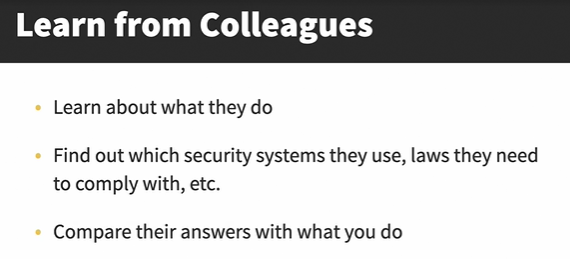 Learn from Colleagues
• Learn about what they do
• Find out which security systems they use, laws they need
to comply with, etc.
• Compare their answers with what you do